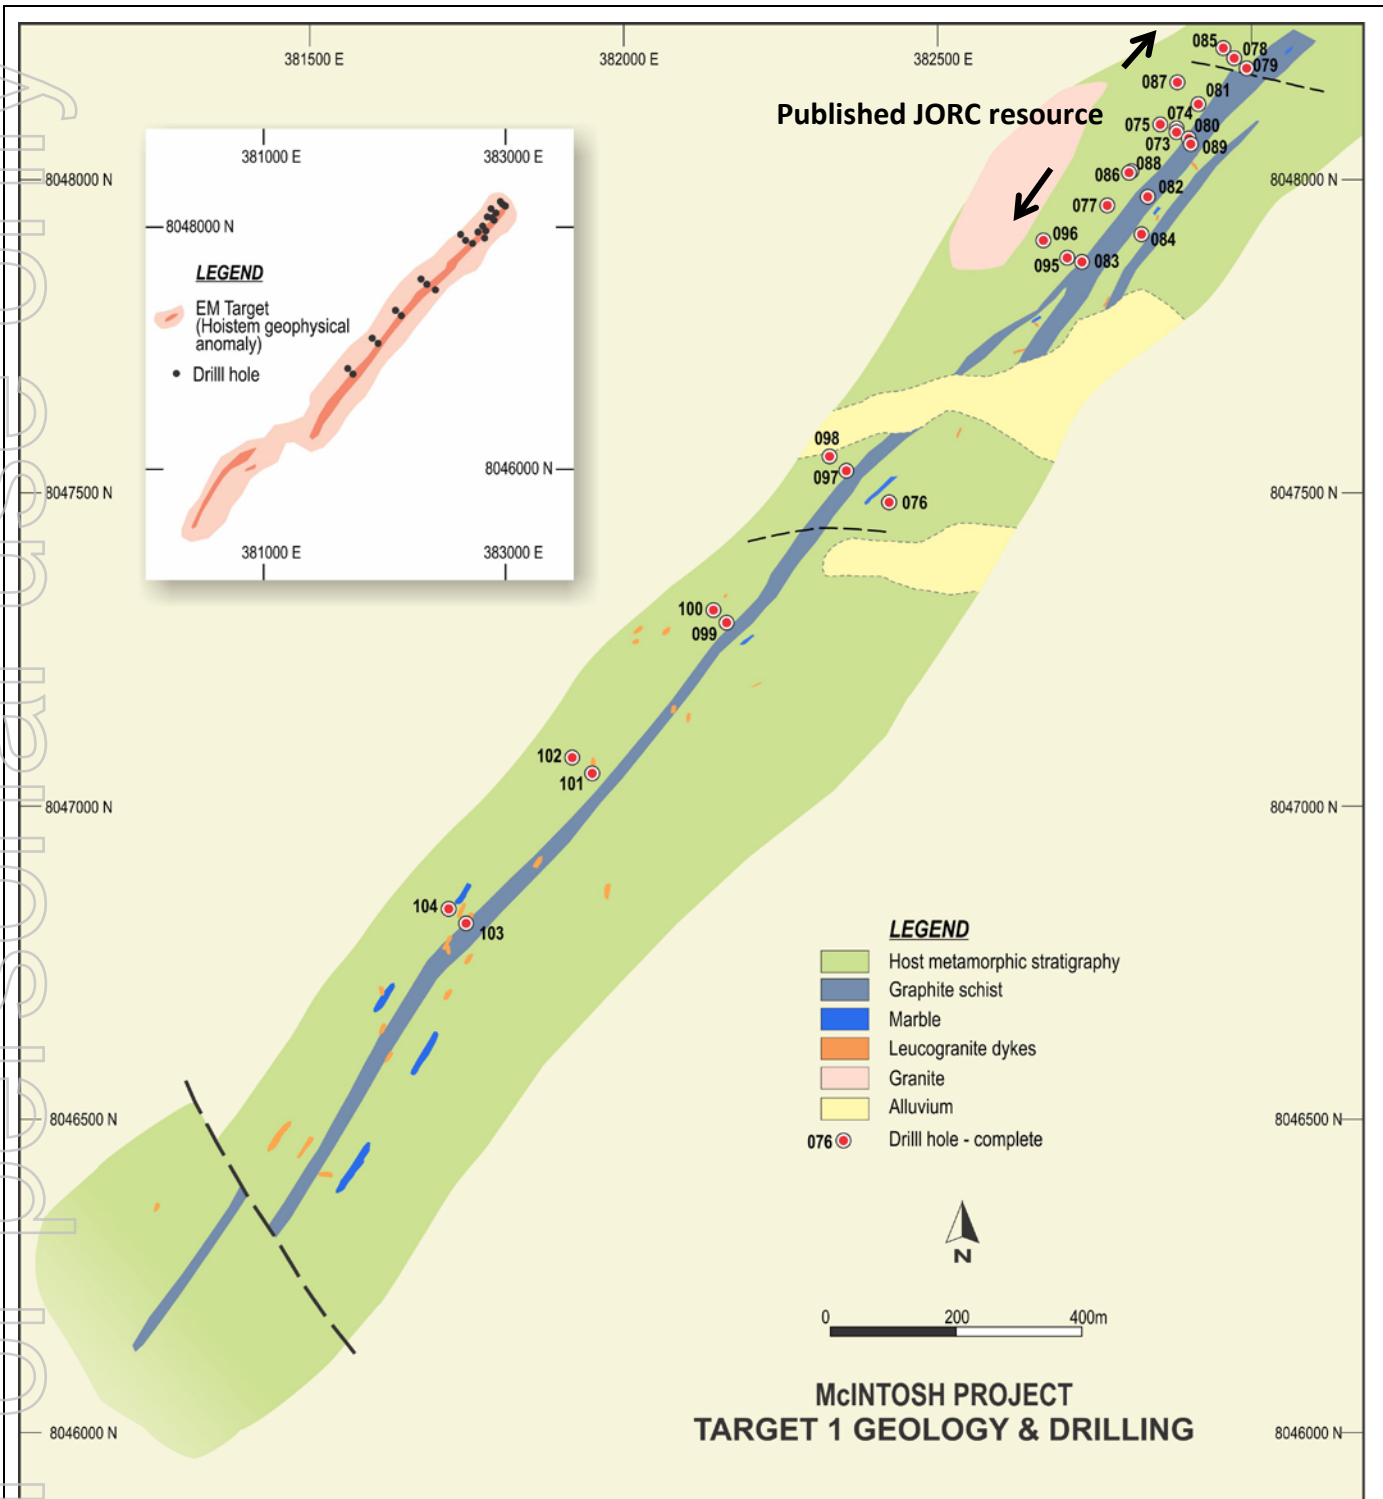 381500 E
382000 E
382500 E
085
078
079
087
081
Published JORC resource
074
075
080
073
089
088
086
082
077
084
096
095
083
8048000 N
8048000 N
381000 E
383000 E
8048000 N
LEGEND
EM Target
(Hoistem geophysical
anomaly)
Drilll hole
8046000 N
381000 E
383000 E
098
097
076
8047500 N
8047500 N
100
099
102
101
8047000 N
8047000 N
104
103
LEGEND
Host metamorphic stratigraphy
Graphite schist
Marble
Leucogranite dykes
Granite
Alluvium
076 Drilll hole - complete
8046500 N
8046500 N
N
0 200 400m
McINTOSH PROJECT
TARGET 1 GEOLOGY & DRILLING
8046000 N
8046000 N
For personal use only